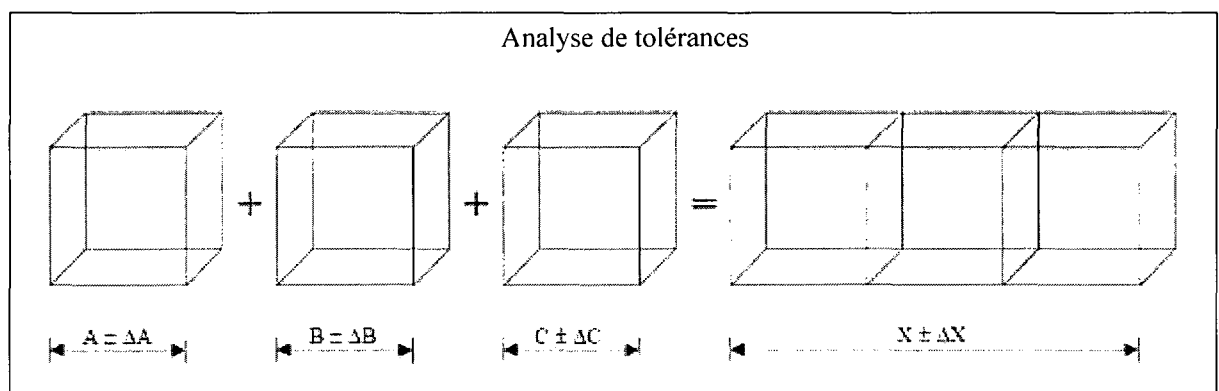 Analyse de tolérances
+ + =
A ± ΔA B ± ΔB C ± ΔC X ± ΔX